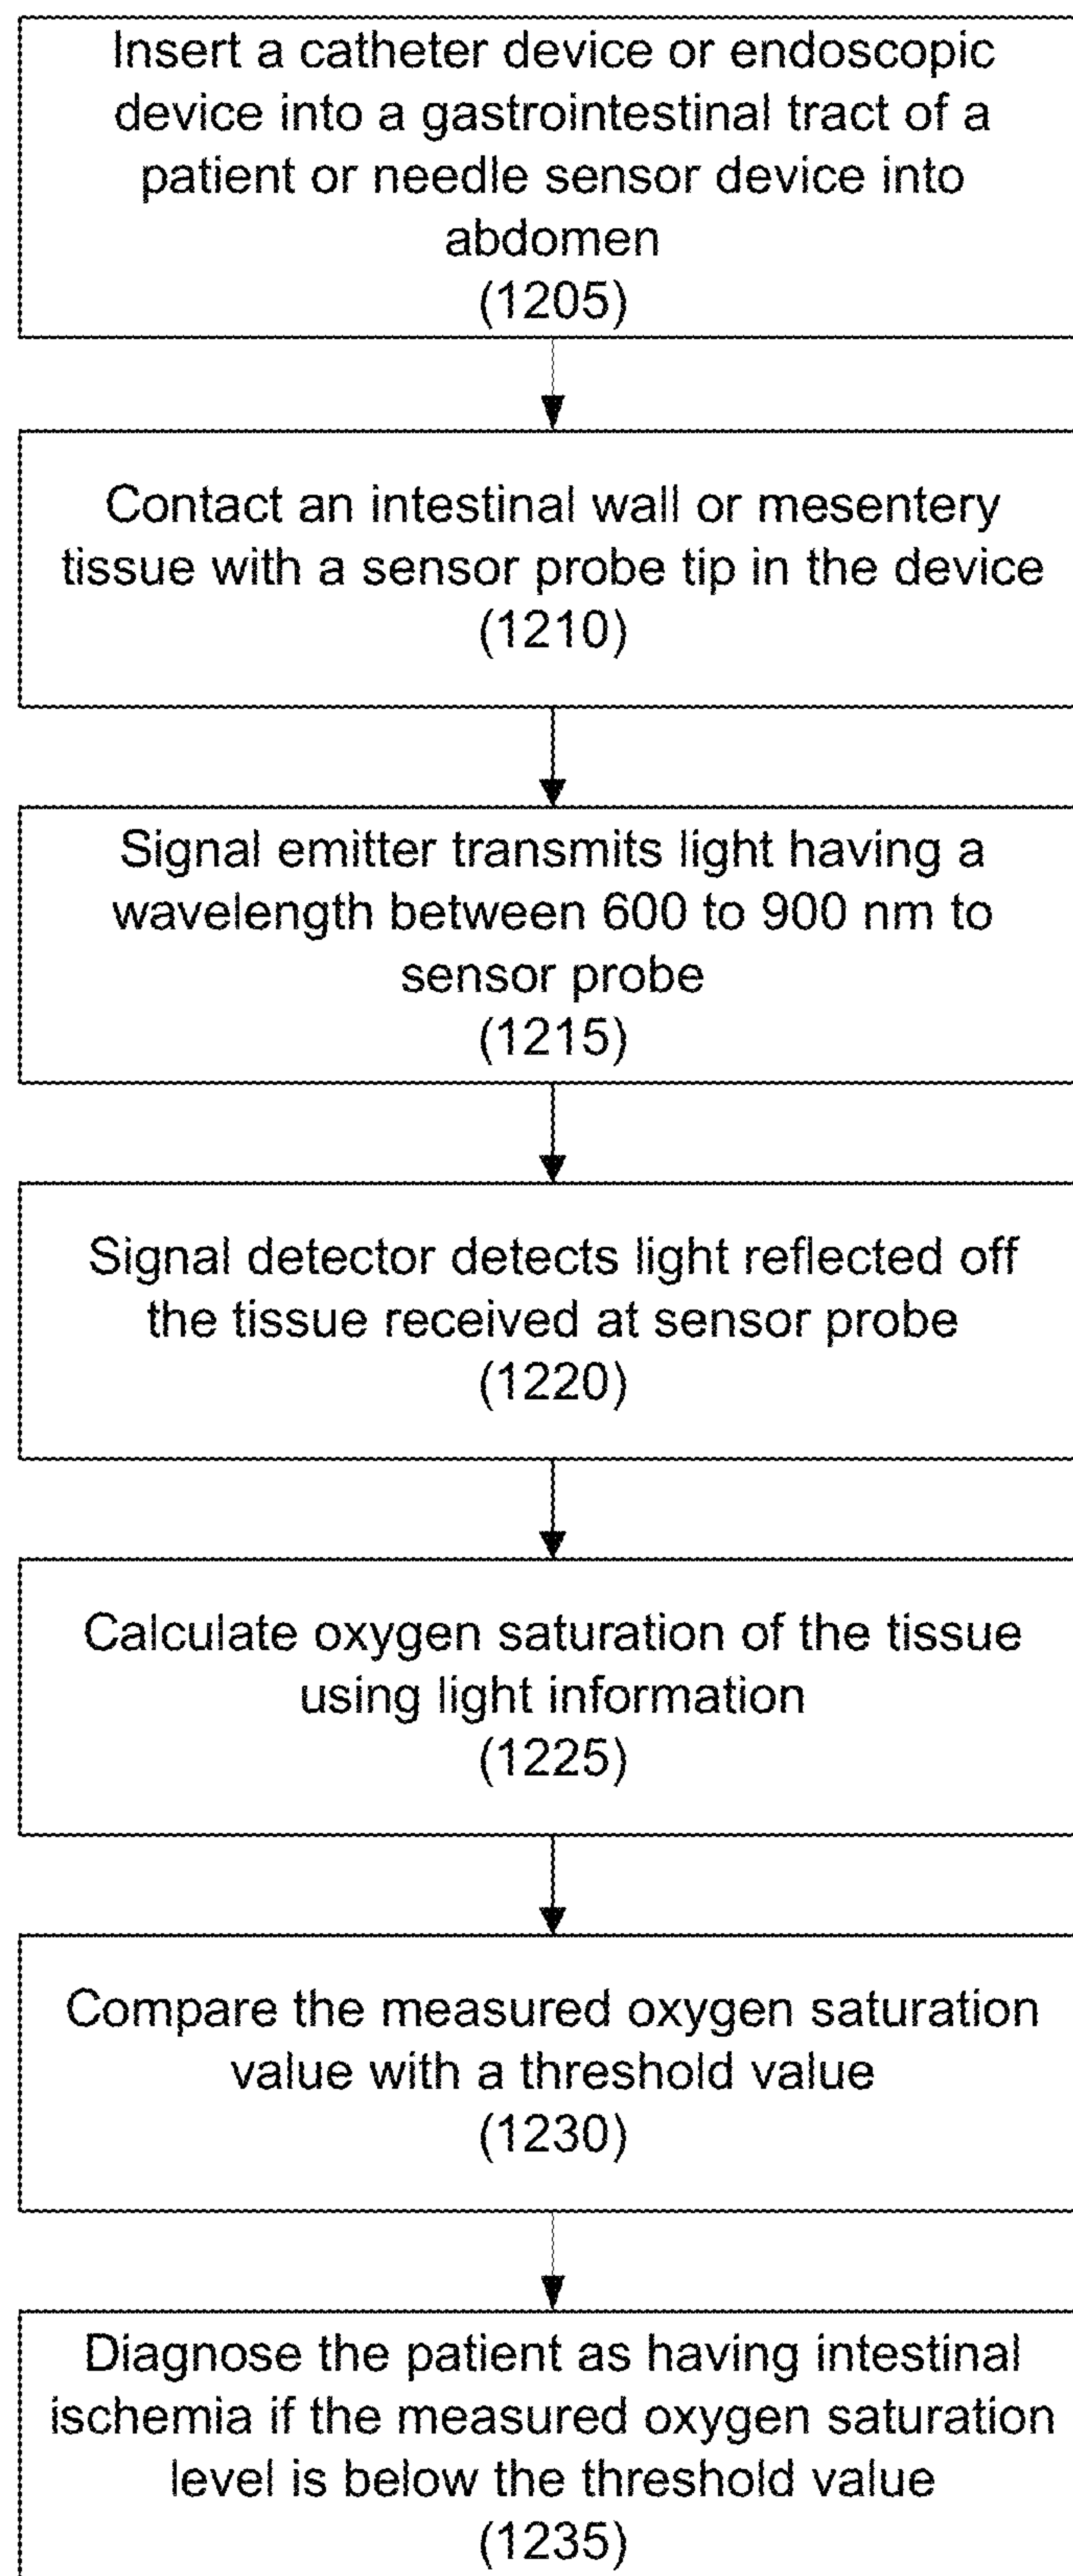 Insert a catheter device or endoscopic
device into a gastrointestinal tract of a
patient or needle sensor device into
abdomen
(1205)
Contact an intestinal wall or mesentery
tissue with a sensor probe tip in the device
(1210)
Signal emitter transmits light having a
wavelength between 600 to 900 nm to
sensor probe
(1215)
Signal detector detects light reflected off
the tissue received at sensor probe
(1220)
Calculate oxygen saturation of the tissue
using light information
(1225)
Compare the measured oxygen saturation
value with a threshold value
(1230)
Diagnose the patient as having intestinal
ischemia if the measured oxygen saturation
level is below the threshold value
(1235)